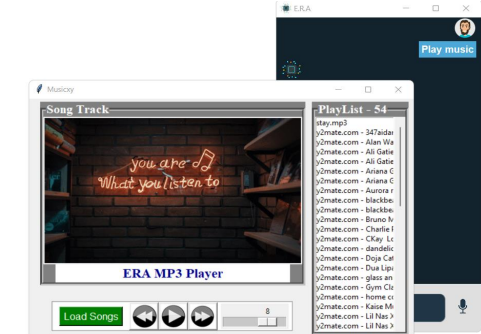 E.R.A
Play music
Musicxy
Song Track
PlayList - 54
you are
What you listen to
ERA MP3 Player
Load Songs
8
stay.mp3
y2mate.com - 347aidan
y2mate.com - Alan Wa
y2mate.com - Ali Gatie
y2mate.com - Ali Gatie
y2mate.com - Ariana G
y2mate.com - Ariana G
y2mate.com - Aurora r
y2mate.com - blackbea
y2mate.com - blackbea
y2mate.com - Bruno M
y2mate.com - Charlie P
y2mate.com - CKay Lo
y2mate.com - dandelio
y2mate.com - Doja Cat
y2mate.com - Dua Lipa
y2mate.com - glass an
y2mate.com - Gym Cla
y2mate.com - home co
y2mate.com - Kaise M
y2mate.com - Lil Nas X
y2mate.com - Lil Nas X